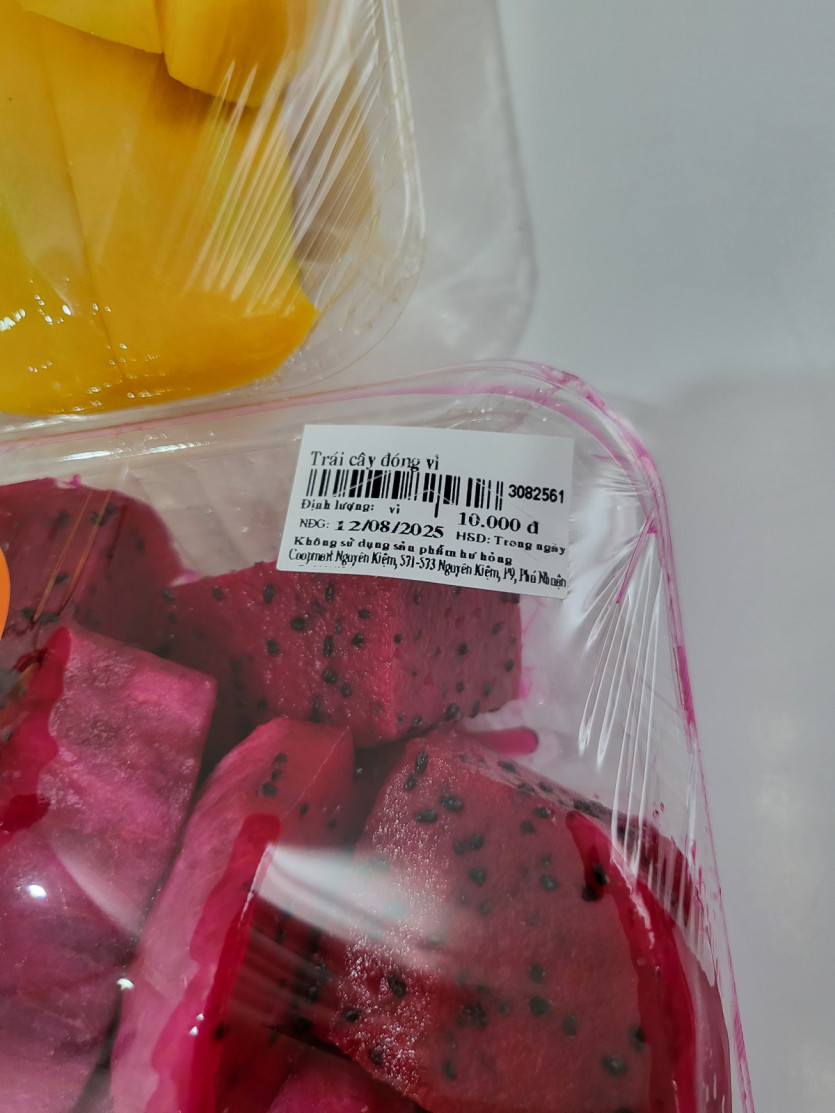 Trái cây đóng vỉ
3082561
Định lượng: vỉ 10.000 đ
NĐG: 12/08/2025 HSD: Trong ngày
Không sử dụng sản phẩm hư hỏng
Coopmart Nguyễn Kiệm, 571-573 Nguyễn Kiệm, P9, Phú Nhuận